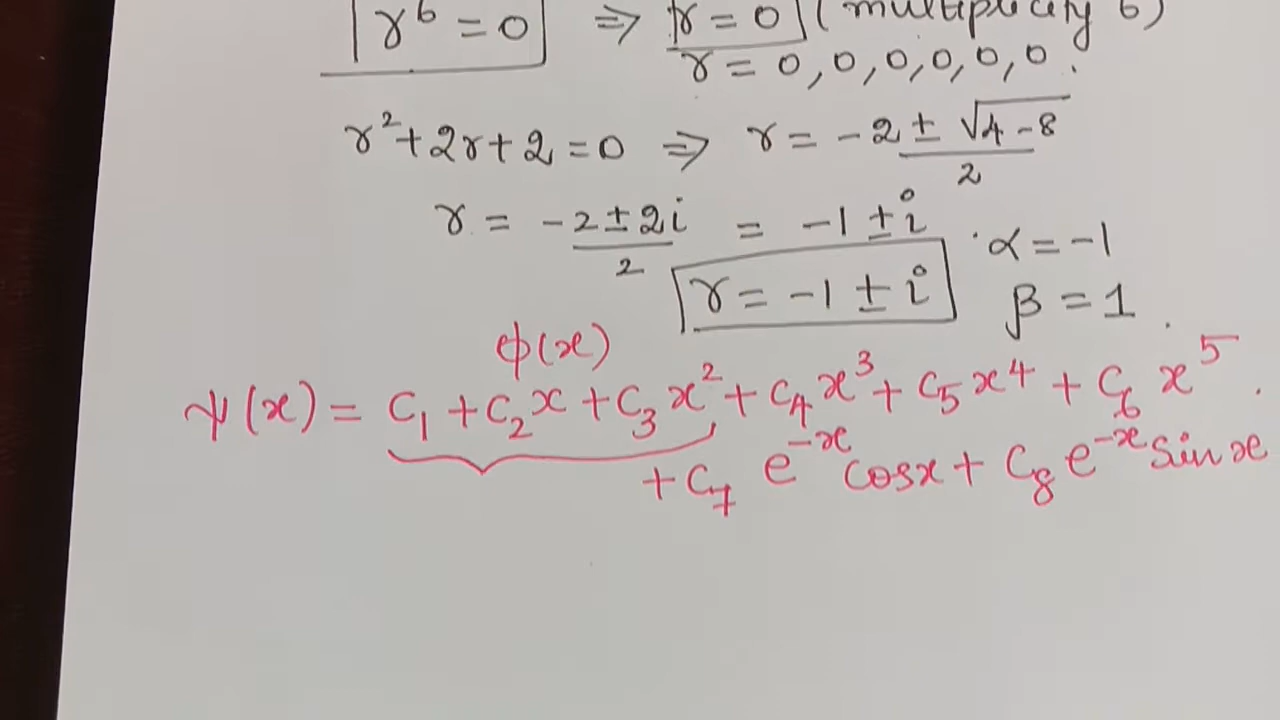 r⁶ = 0 ⇒ r = 0 (multiplicity 6)
r = 0, 0, 0, 0, 0, 0.
r² + 2r + 2 = 0 ⇒ r = -2 ± √4-8 / 2
r = -2 ± 2i / 2 = -1 ± i
α = -1
r = -1 ± i
β = 1.
φ(x)
ψ(x) = C₁ + C₂x + C₃x² + C₄x³ + C₅x⁴ + C₆x⁵.
+ C₇ e⁻ˣ cosx + C₈ e⁻ˣ sinx